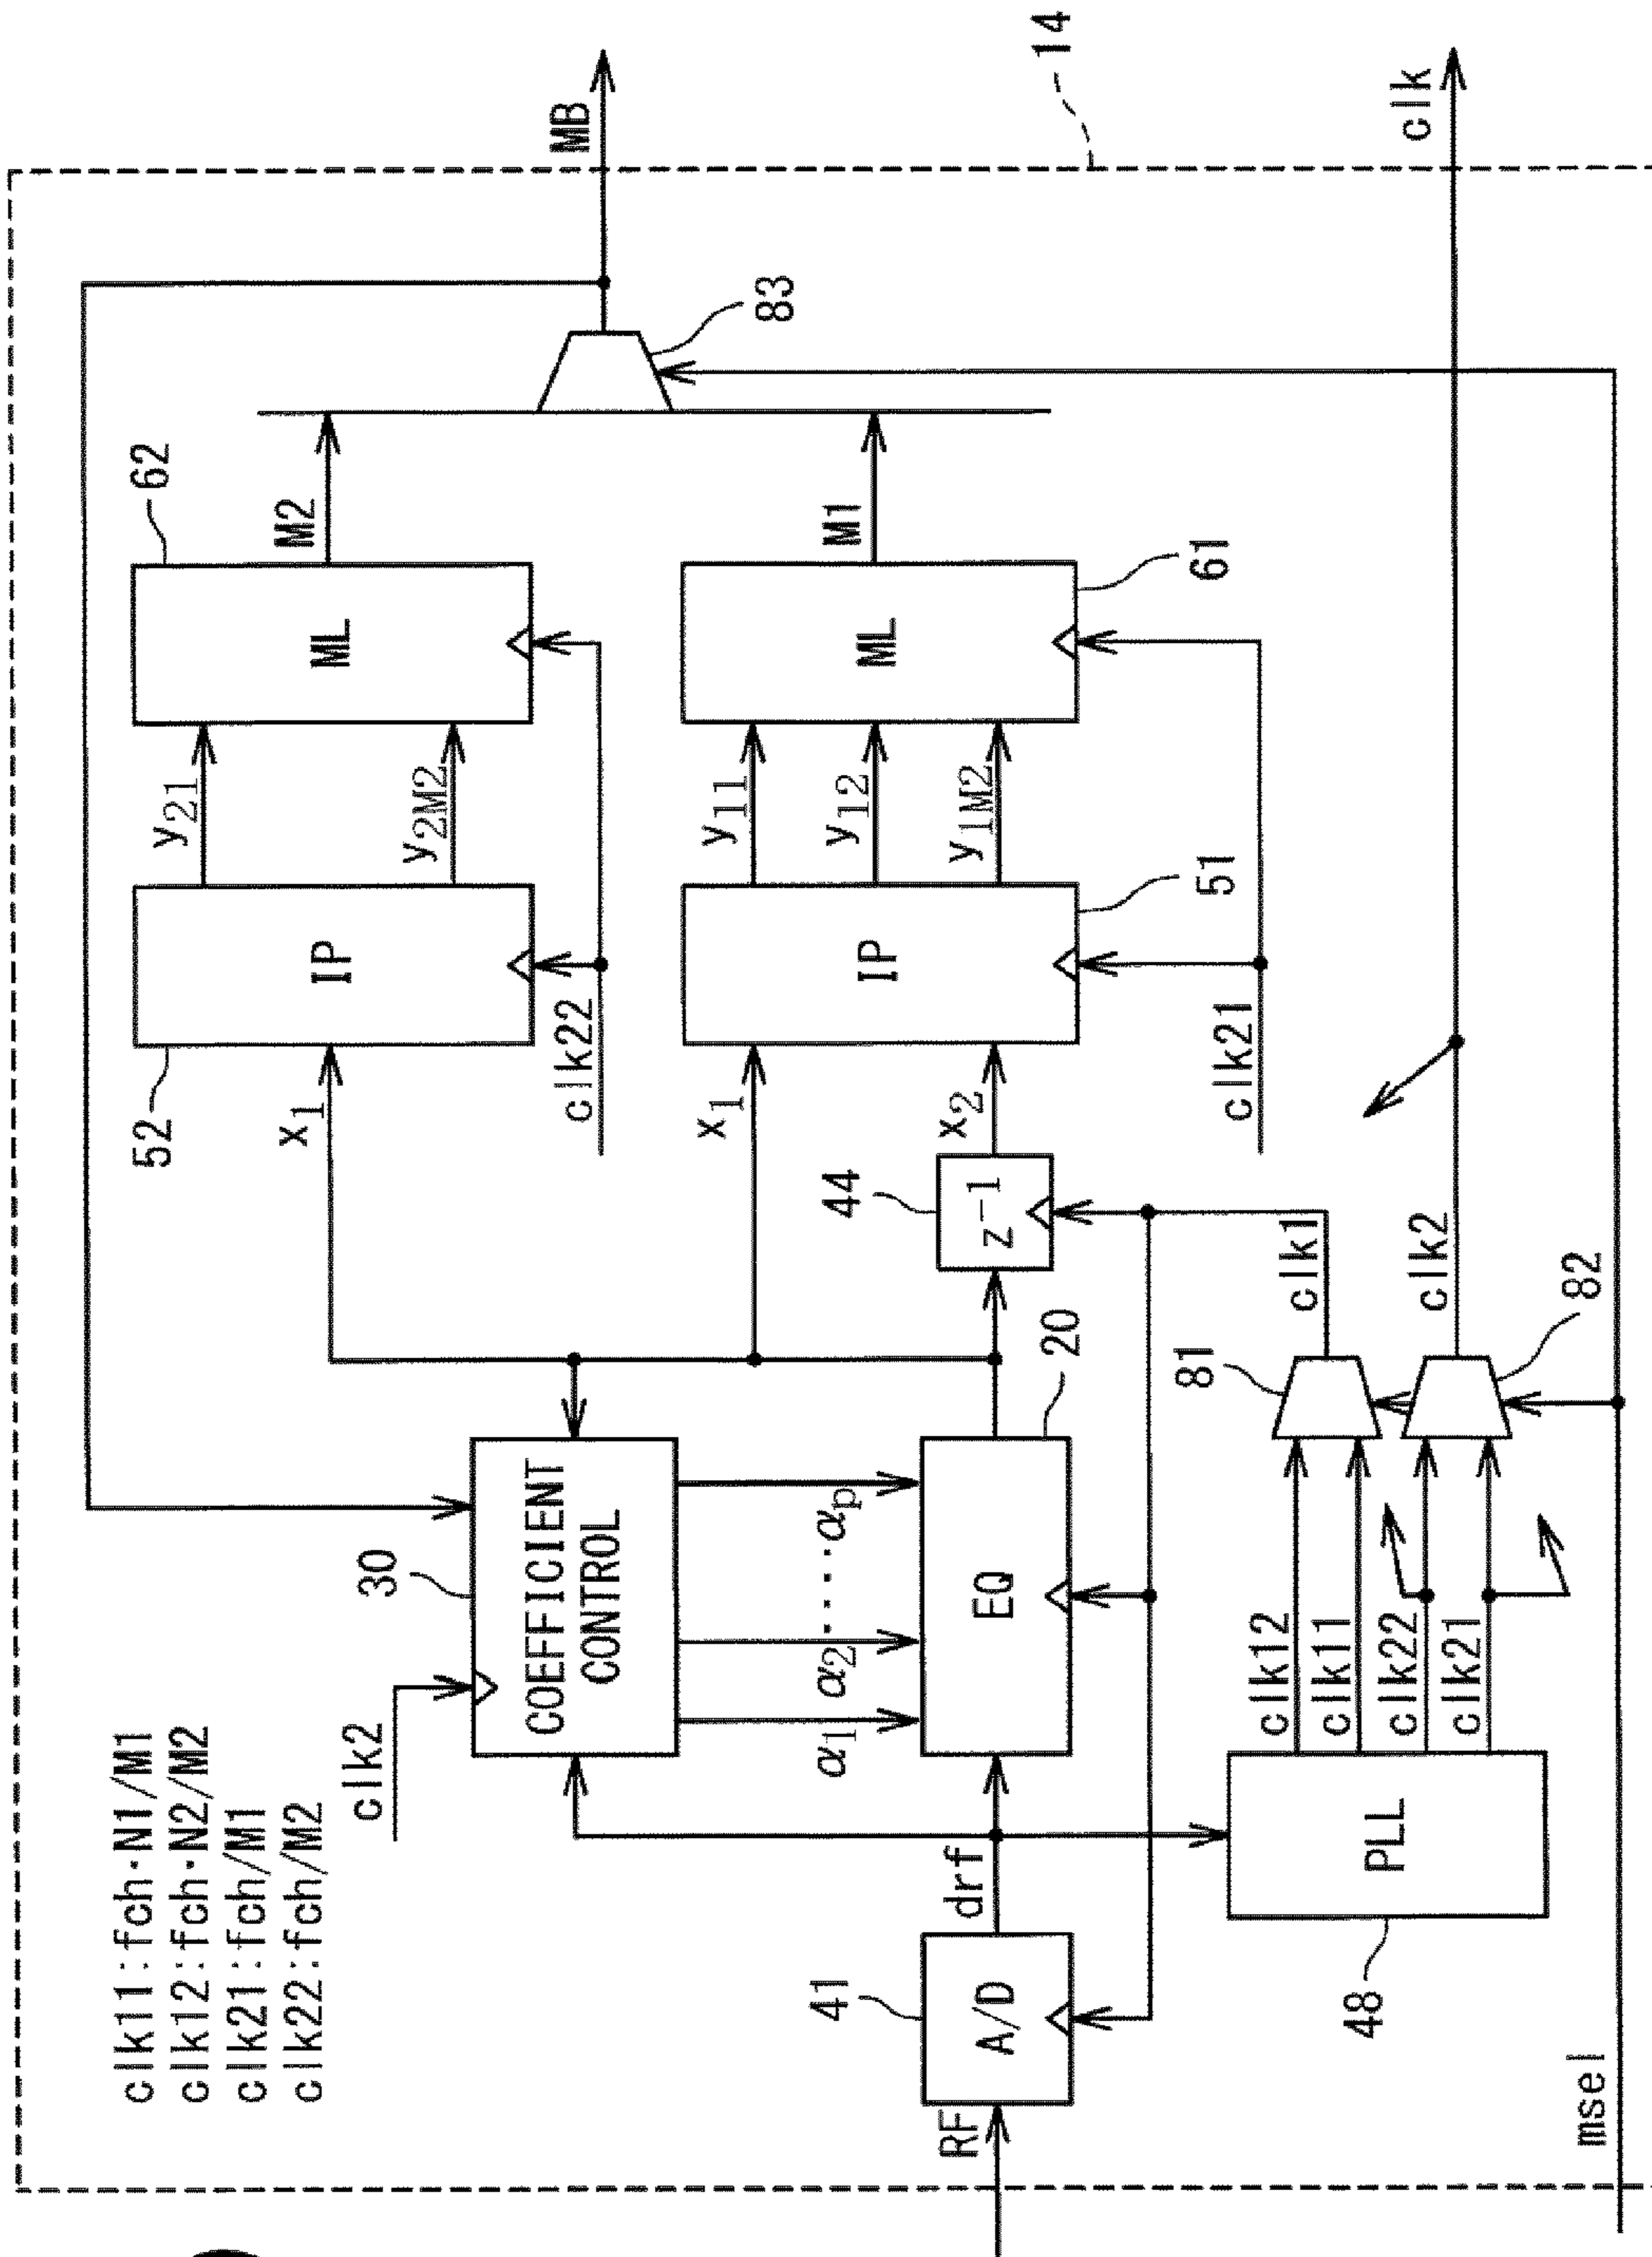 clk11:fch·N1/M1
clk12:fch·N2/M2
clk21:fch/M1
clk22:fch/M2
clk2
30
COEFFICIENT
CONTROL
α1
α2
·····
αp
RF
41
A/D
drf
EQ
20
48
PLL
clk12
clk11
clk22
clk21
81
82
clk1
clk2
msel
44
z-1
52
x1
x1
x2
IP
clk22
IP
51
clk21
y21
y2M2
y11
y12
y1M2
62
ML
ML
61
M2
M1
83
MB
14
clk